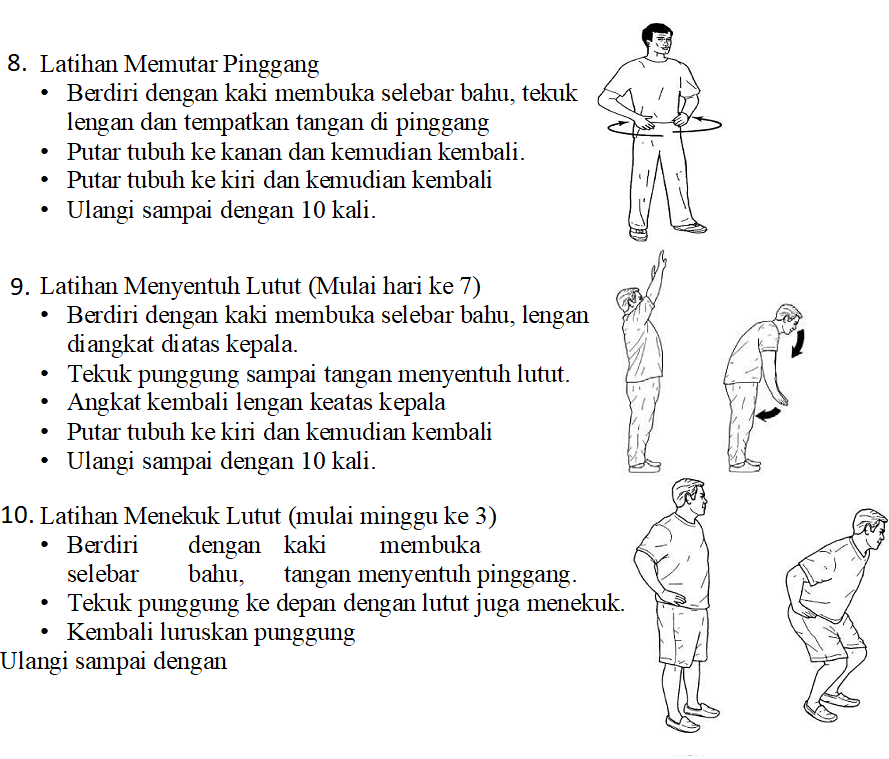 8. Latihan Memutar Pinggang
• Berdiri dengan kaki membuka selebar bahu, tekuk
lengan dan tempatkan tangan di pinggang
• Putar tubuh ke kanan dan kemudian kembali.
• Putar tubuh ke kiri dan kemudian kembali
• Ulangi sampai dengan 10 kali.
9. Latihan Menyentuh Lutut (Mulai hari ke 7)
• Berdiri dengan kaki membuka selebar bahu, lengan
diangkat diatas kepala.
• Tekuk punggung sampai tangan menyentuh lutut.
• Angkat kembali lengan keatas kepala
• Putar tubuh ke kiri dan kemudian kembali
• Ulangi sampai dengan 10 kali.
10. Latihan Menekuk Lutut (mulai minggu ke 3)
• Berdiri dengan kaki membuka
selebar bahu, tangan menyentuh pinggang.
• Tekuk punggung ke depan dengan lutut juga menekuk.
• Kembali luruskan punggung
Ulangi sampai dengan